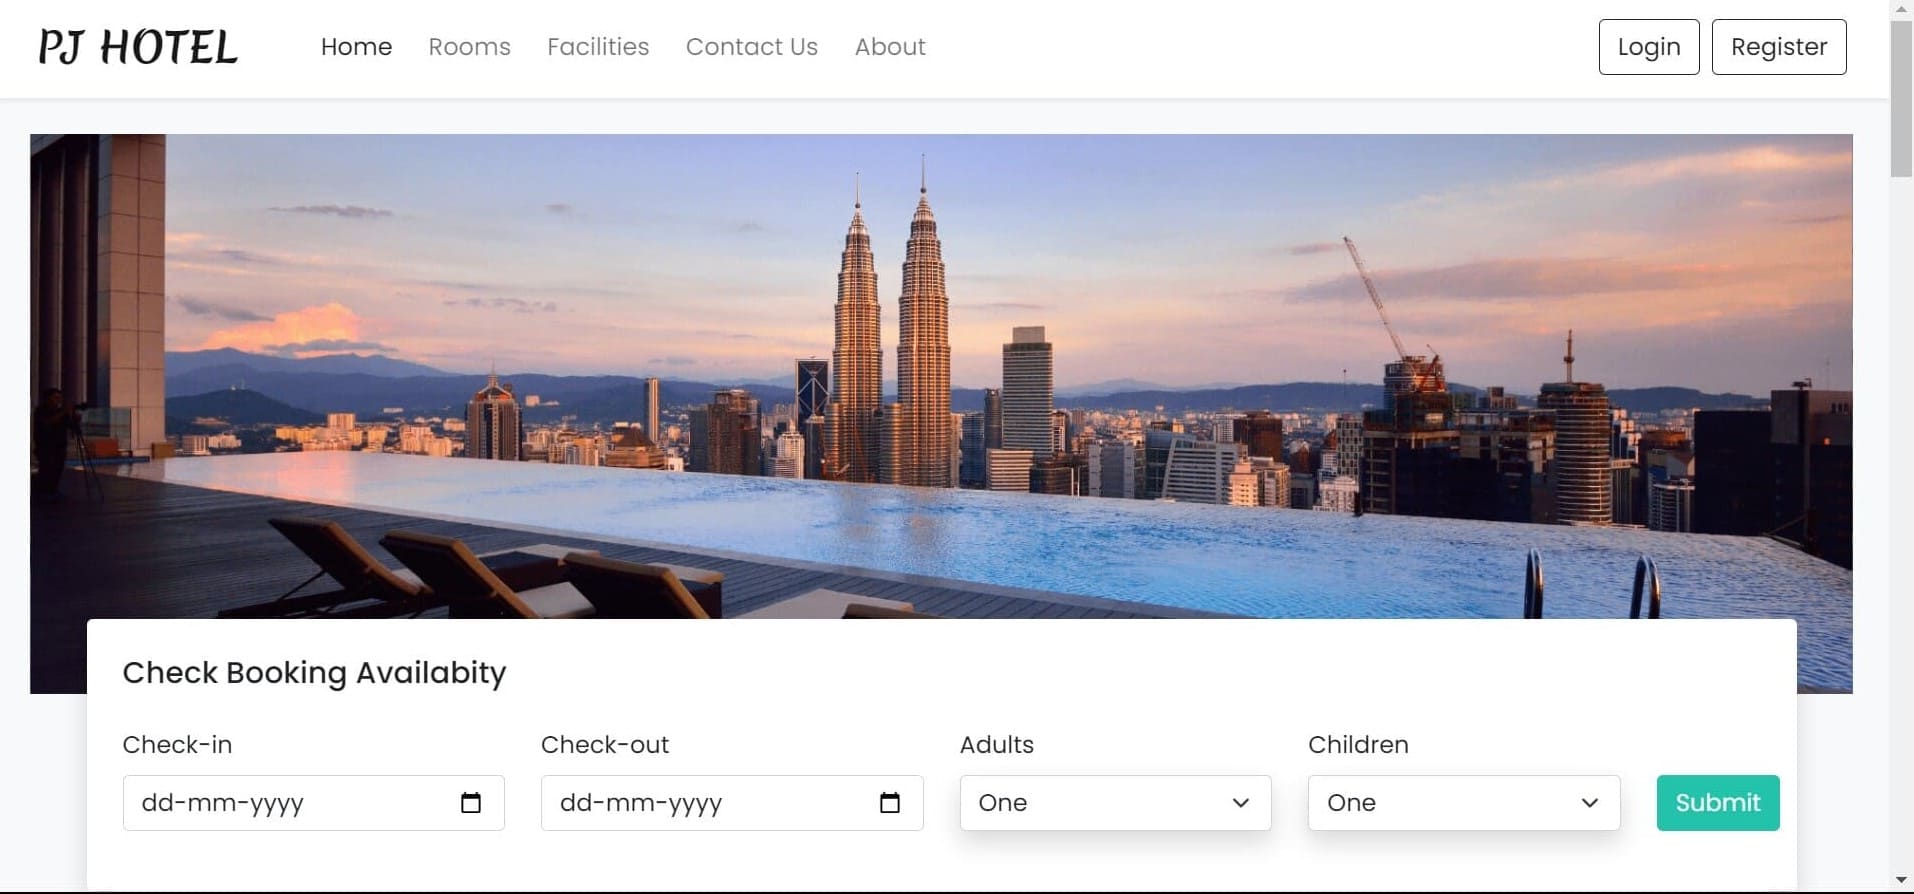 PJ HOTEL
Home Rooms Facilities Contact Us About
Login Register
Check Booking Availabity
Check-in Check-out Adults Children
dd-mm-yyyy dd-mm-yyyy One One Submit